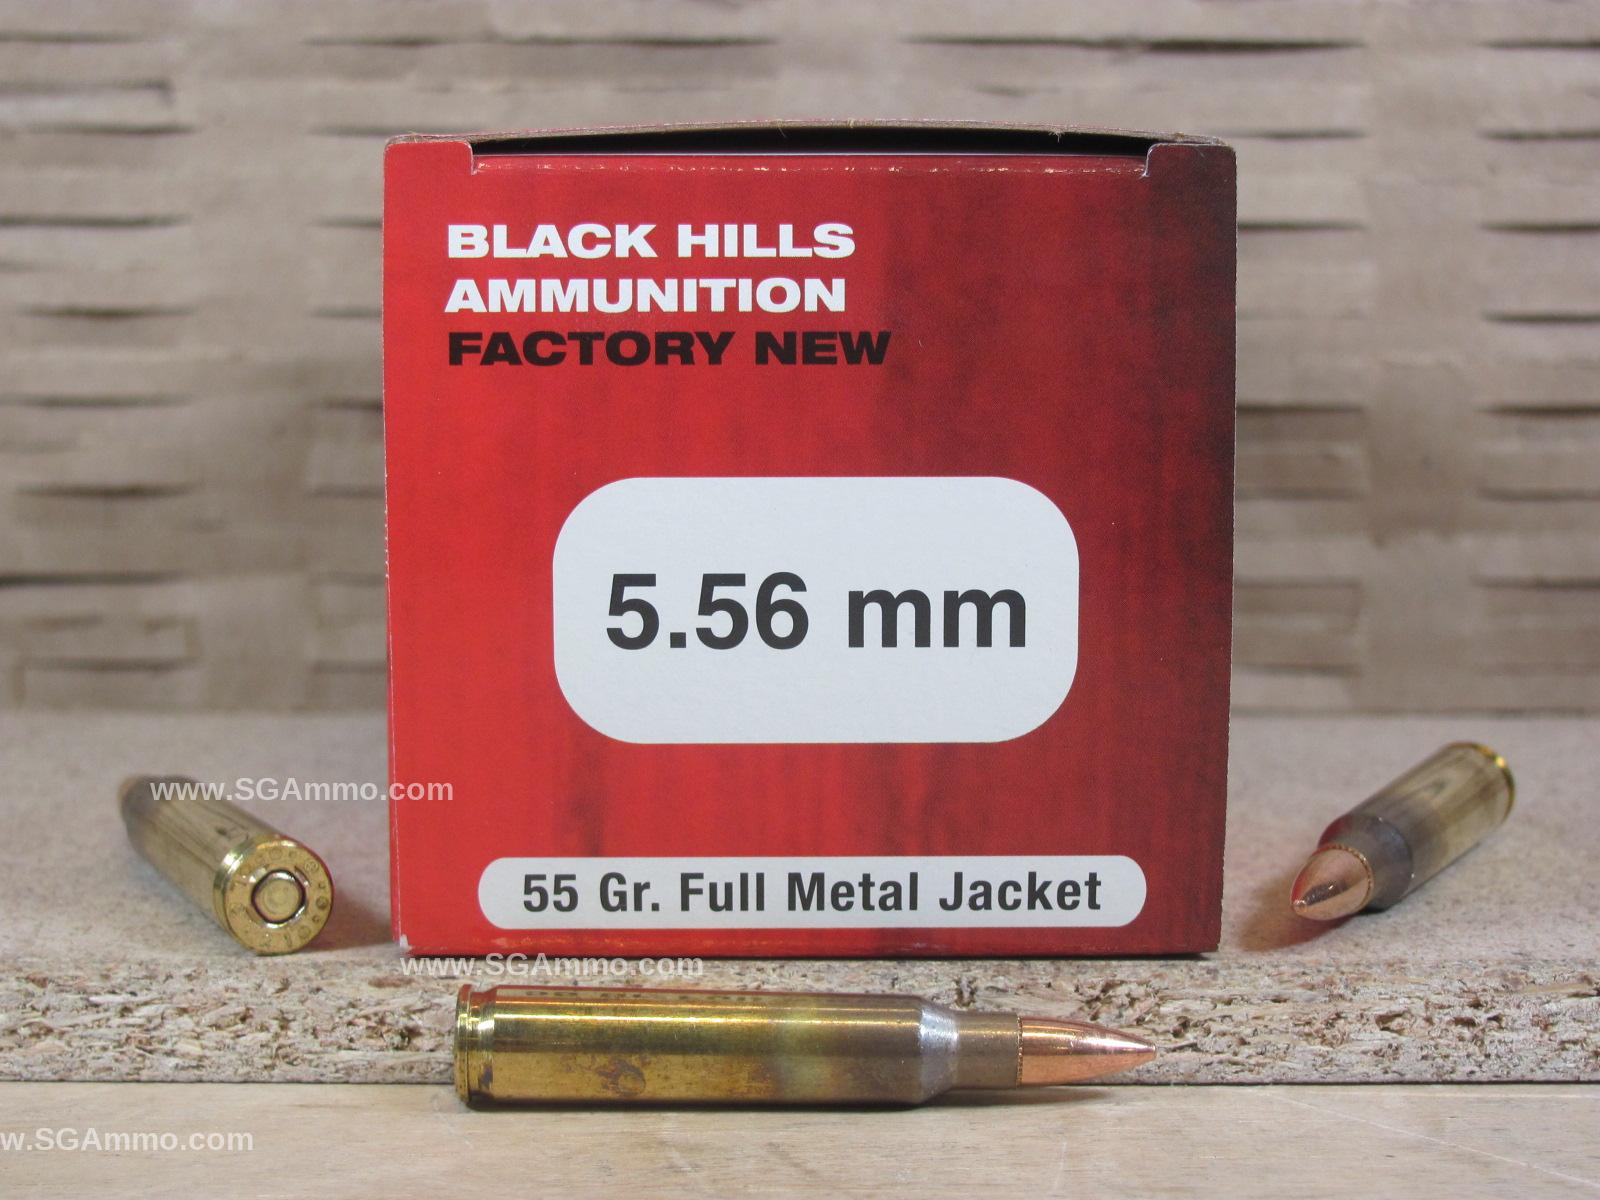 BLACK HILLS
AMMUNITION
FACTORY NEW
5.56 mm
www.SGAmmo.com
55 Gr. Full Metal Jacket
www.SGAmmo.com
w.SGAmmo.com